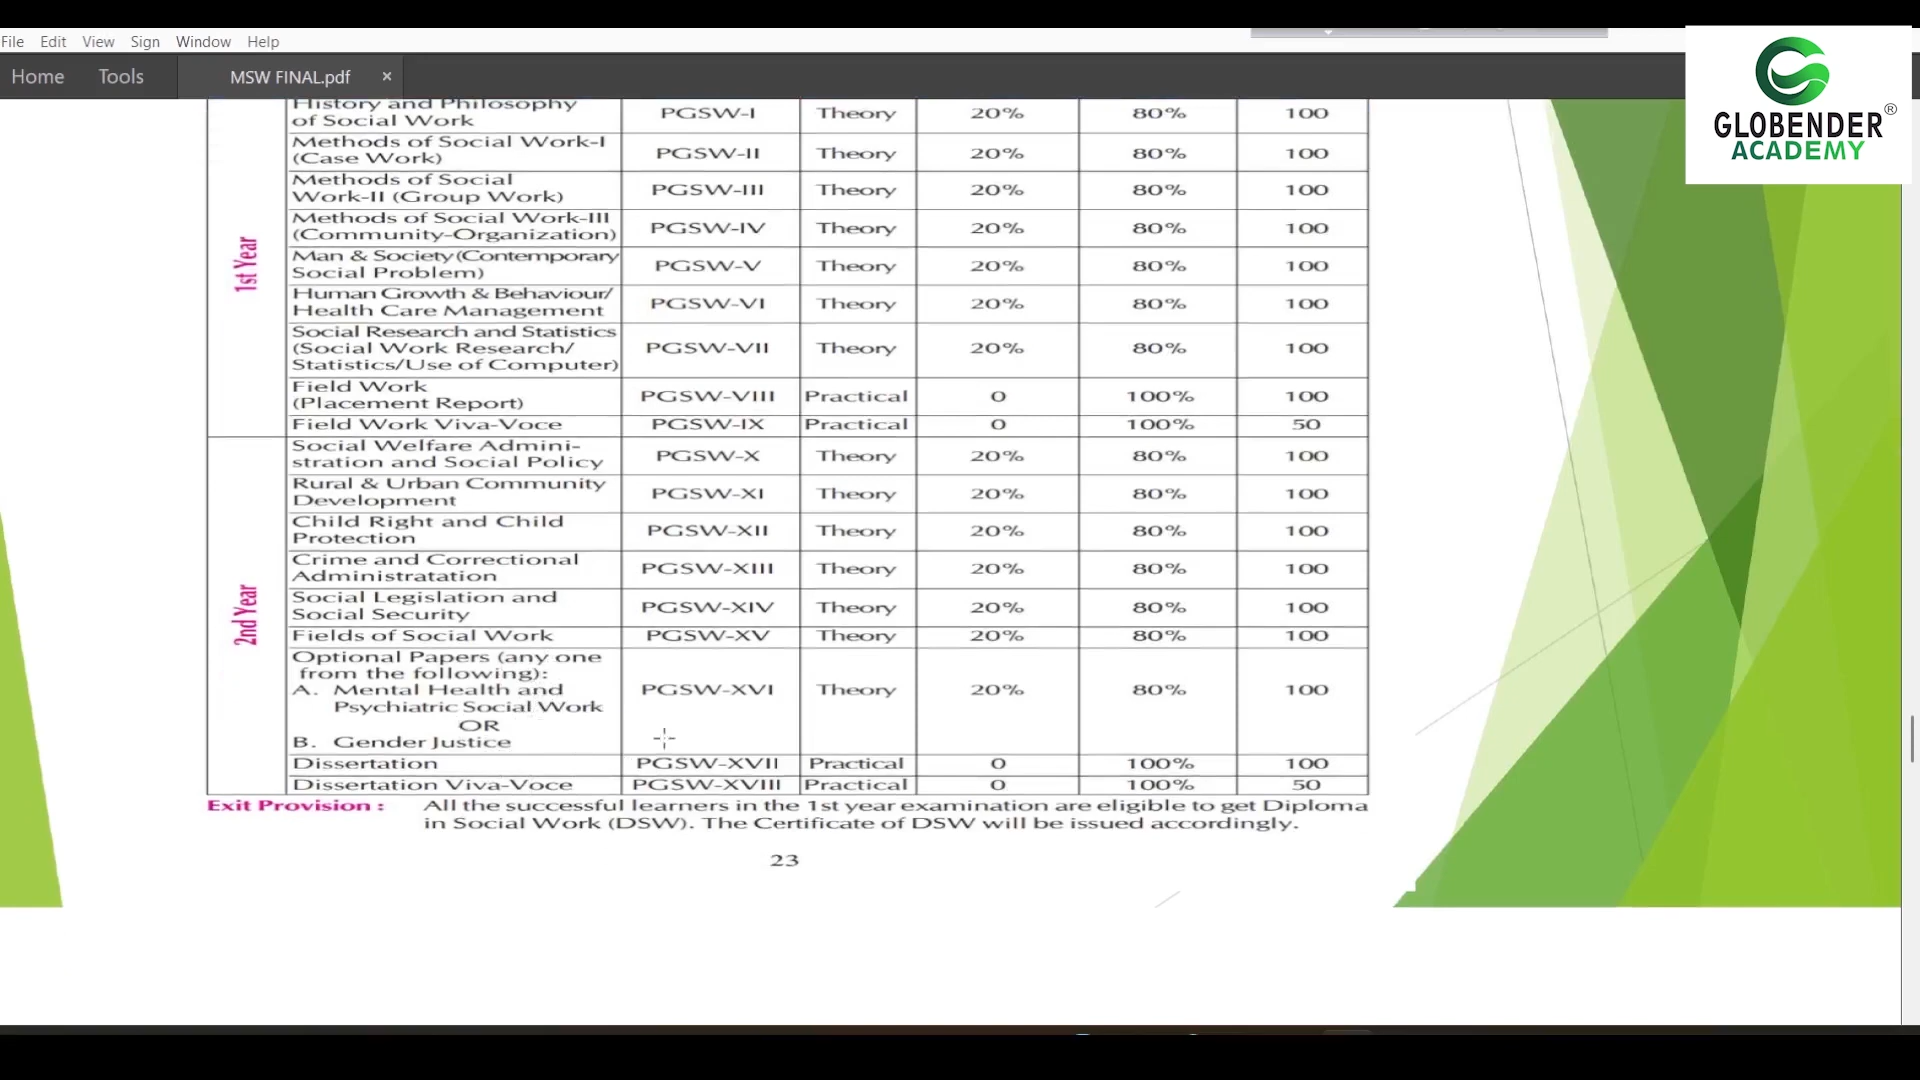 File Edit View Sign Window Help
Home Tools MSW FINAL.pdf ×
GLOBENDER ®
ACADEMY
1st Year
History and Philosophy
of Social Work PGSW-I Theory 20% 80% 100
Methods of Social Work-I
(Case Work) PGSW-II Theory 20% 80% 100
Methods of Social
Work-II (Group Work) PGSW-III Theory 20% 80% 100
Methods of Social Work-III
(Community-Organization) PGSW-IV Theory 20% 80% 100
Man & Society (Contemporary
Social Problem) PGSW-V Theory 20% 80% 100
Human Growth & Behaviour/
Health Care Management PGSW-VI Theory 20% 80% 100
Social Research and Statistics
(Social Work Research/ PGSW-VII Theory 20% 80% 100
Statistics/Use of Computer)
Field Work
(Placement Report) PGSW-VIII Practical 0 100% 100
Field Work Viva-Voce PGSW-IX Practical 0 100% 50
2nd Year
Social Welfare Admini-
stration and Social Policy PGSW-X Theory 20% 80% 100
Rural & Urban Community
Development PGSW-XI Theory 20% 80% 100
Child Right and Child
Protection PGSW-XII Theory 20% 80% 100
Crime and Correctional
Administratation PGSW-XIII Theory 20% 80% 100
Social Legislation and
Social Security PGSW-XIV Theory 20% 80% 100
Fields of Social Work PGSW-XV Theory 20% 80% 100
Optional Papers (any one
from the following):
A. Mental Health and PGSW-XVI Theory 20% 80% 100
Psychiatric Social Work
OR
B. Gender Justice
Dissertation PGSW-XVII Practical 0 100% 100
Dissertation Viva-Voce PGSW-XVIII Practical 0 100% 50
Exit Provision : All the successful learners in the 1st year examination are eligible to get Diploma
in Social Work (DSW). The Certificate of DSW will be issued accordingly.
23